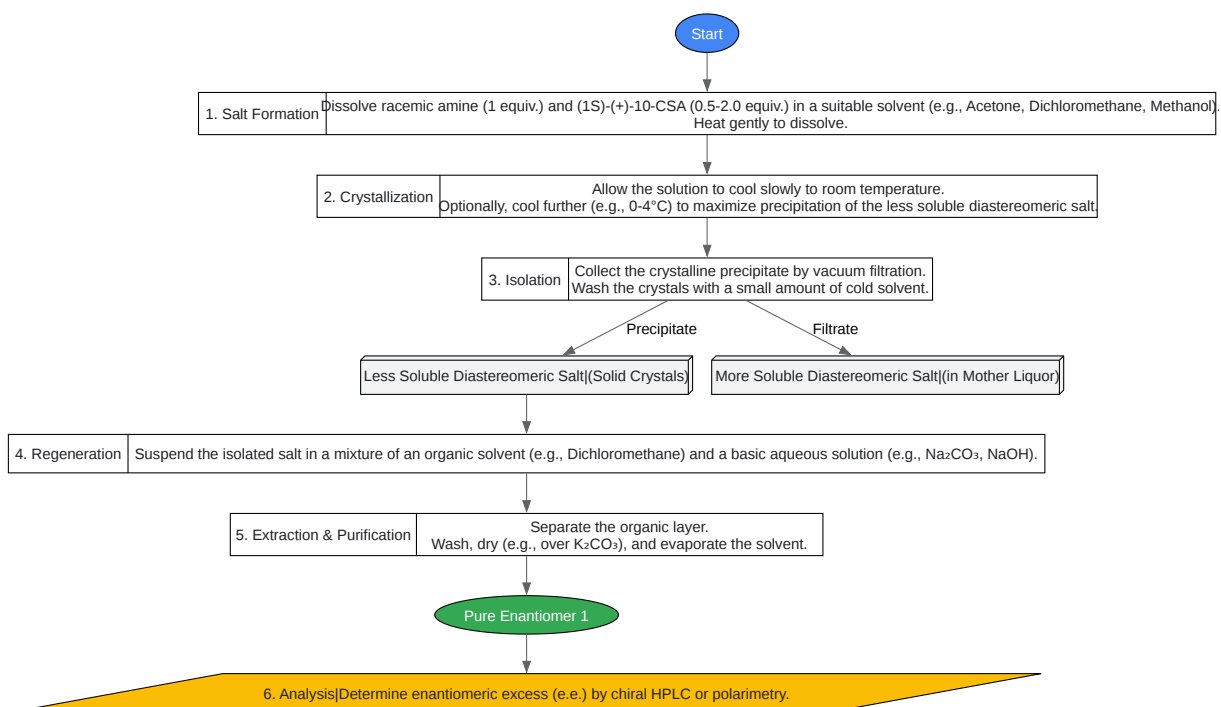 Start
1. Salt Formation
Dissolve racemic amine (1 equiv.) and (1S)-(+)-10-CSA (0.5-2.0 equiv.) in a suitable solvent (e.g., Acetone, Dichloromethane, Methanol).
Heat gently to dissolve.
2. Crystallization
Allow the solution to cool slowly to room temperature.
Optionally, cool further (e.g., 0-4°C) to maximize precipitation of the less soluble diastereomeric salt.
3. Isolation
Collect the crystalline precipitate by vacuum filtration.
Wash the crystals with a small amount of cold solvent.
Precipitate
Filtrate
Less Soluble Diastereomeric Salt|(Solid Crystals)
More Soluble Diastereomeric Salt|(in Mother Liquor)
4. Regeneration
Suspend the isolated salt in a mixture of an organic solvent (e.g., Dichloromethane) and a basic aqueous solution (e.g., Na₂CO₃, NaOH).
5. Extraction & Purification
Separate the organic layer.
Wash, dry (e.g., over K₂CO₃), and evaporate the solvent.
Pure Enantiomer 1
6. Analysis|Determine enantiomeric excess (e.e.) by chiral HPLC or polarimetry.